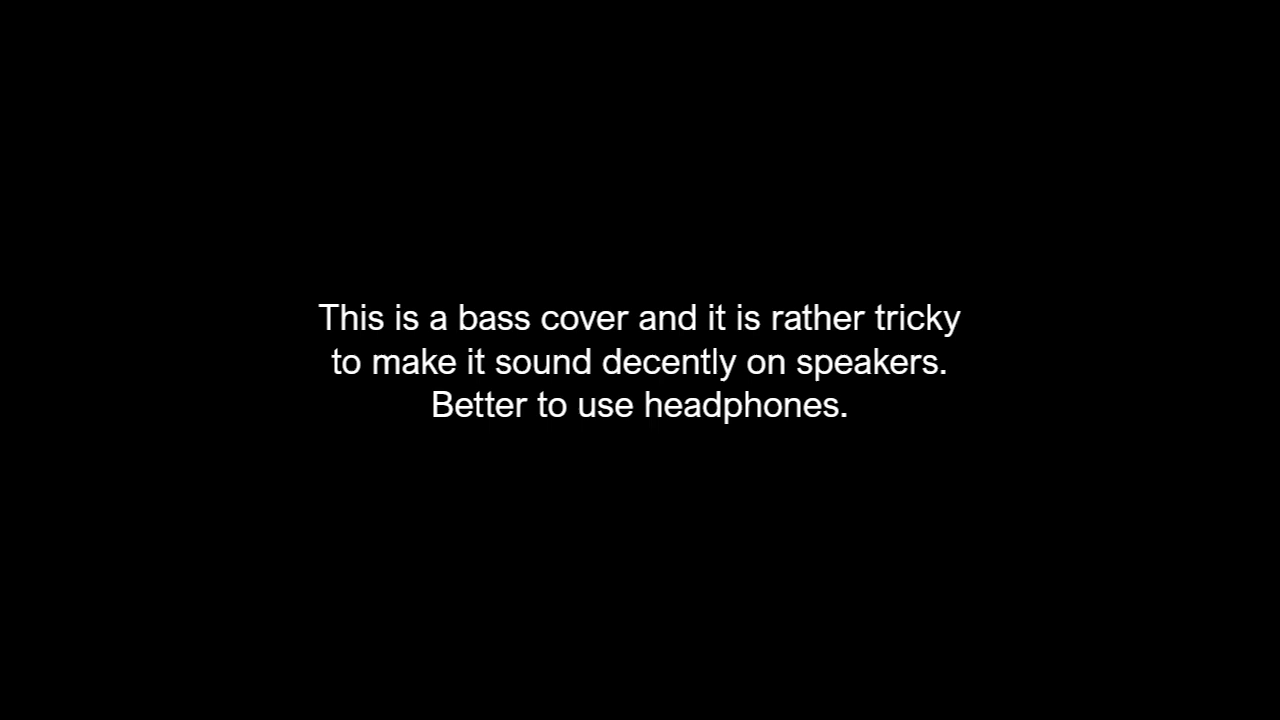 This is a bass cover and it is rather tricky
to make it sound decently on speakers.
Better to use headphones.